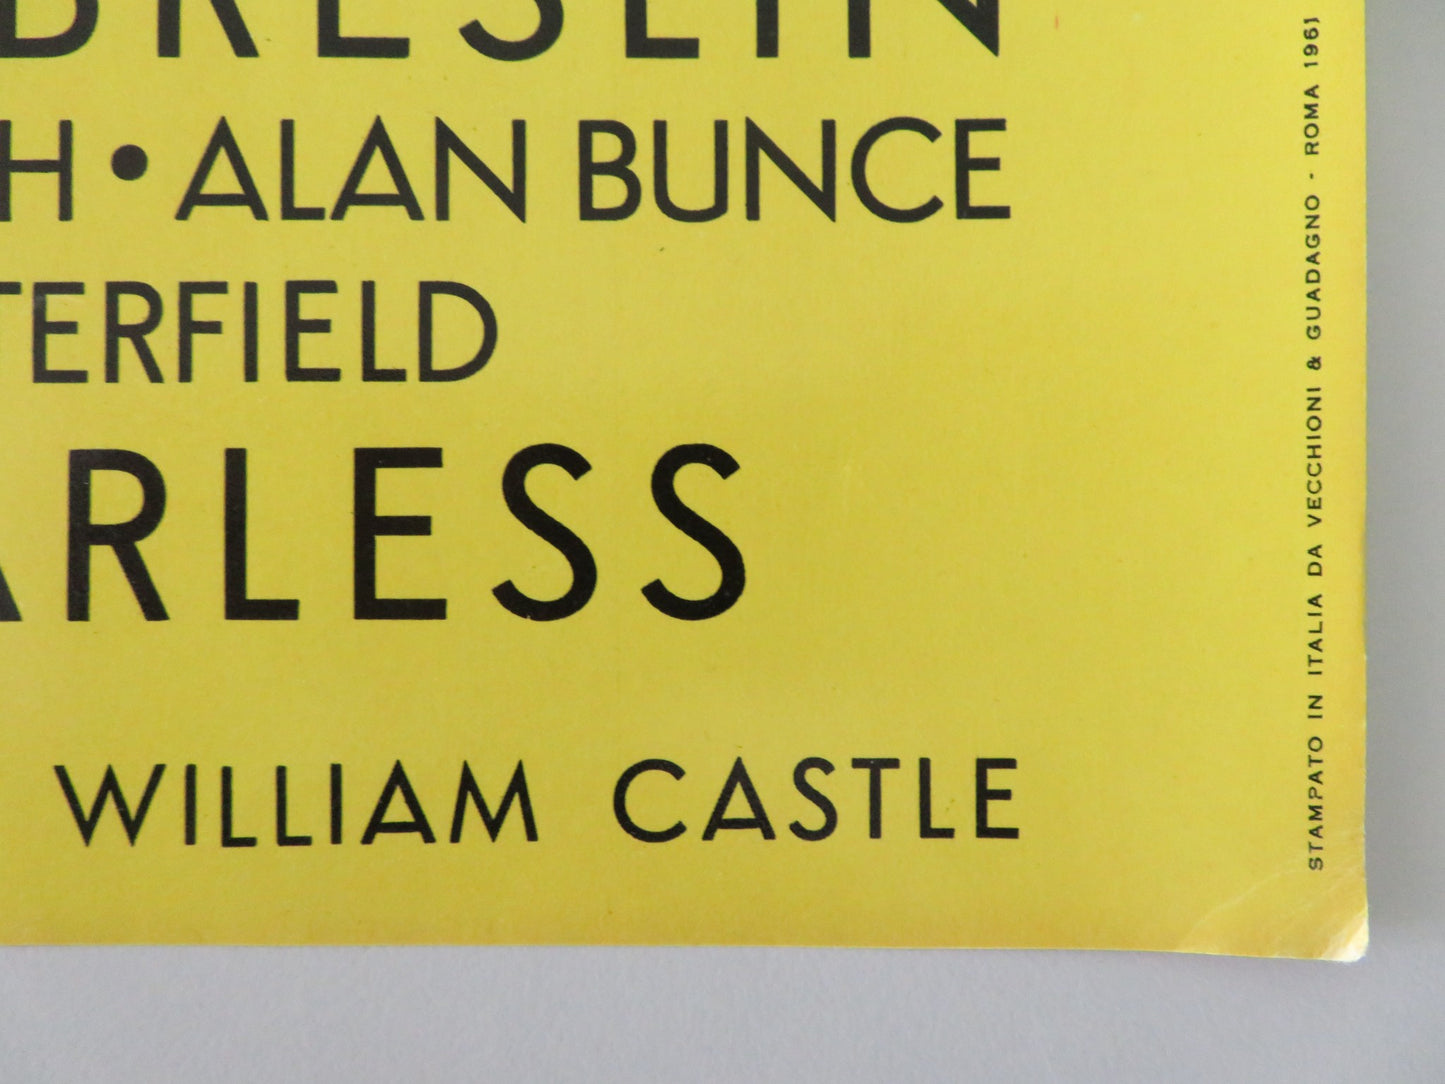 BRESLIN
H • ALAN BUNCE
TERFIELD
ARLESS
WILLIAM CASTLE
STAMPATO IN ITALIA DA VECCHIONI & GUADAGNO - ROMA 1961